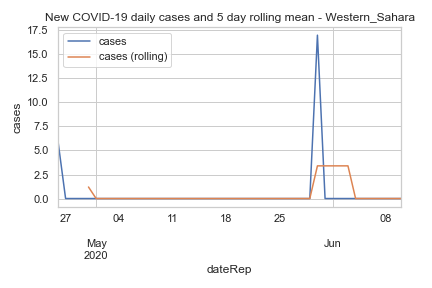 New COVID-19 daily cases and 5 day rolling mean - Western_Sahara
17.5
15.0
12.5
10.0
7.5
5.0
2.5
0.0
cases
cases
cases (rolling)
27 04 11 18 25 08
May Jun
2020
dateRep